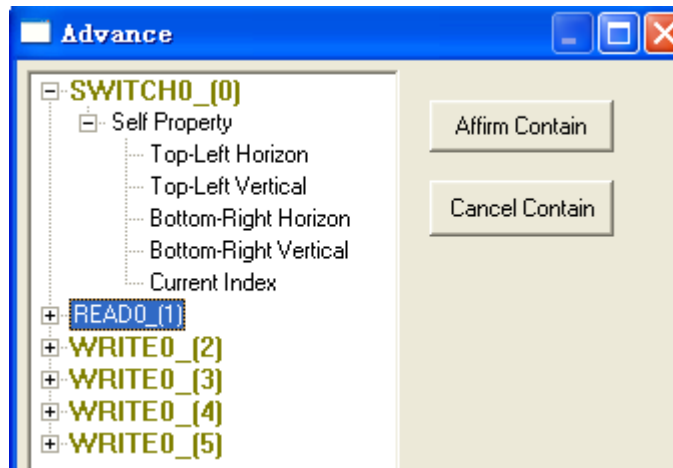 Advance
SWITCH0_(0)
Self Property
Top-Left Horizon
Top-Left Vertical
Bottom-Right Horizon
Bottom-Right Vertical
Current Index
READ0_(1)
WRITE0_(2)
WRITE0_(3)
WRITE0_(4)
WRITE0_(5)
Affirm Contain
Cancel Contain